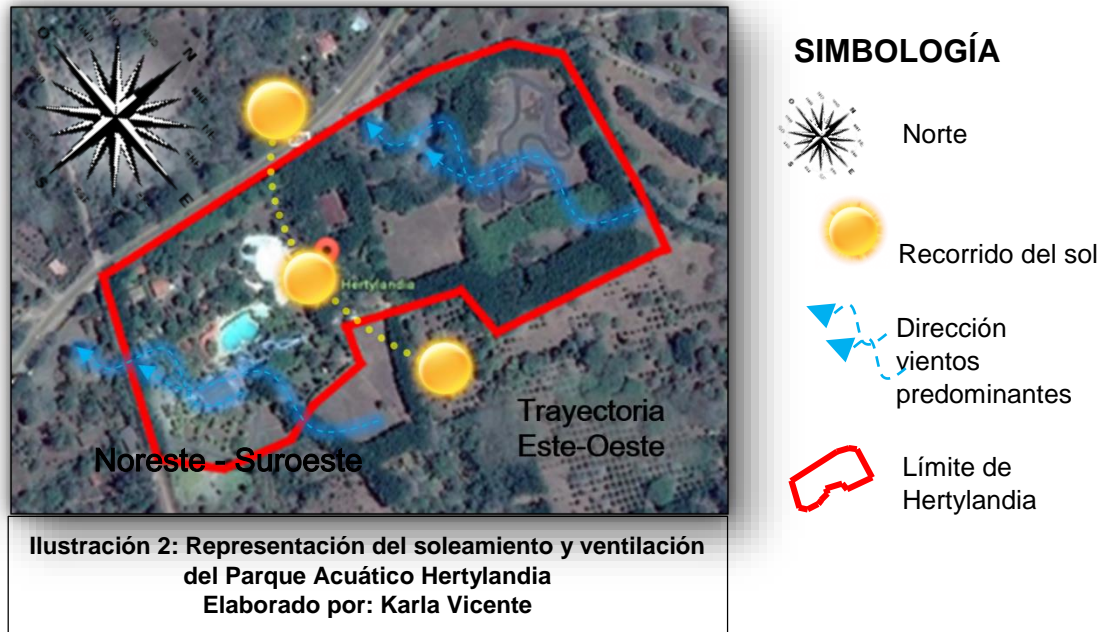 O
N
S
E
Hertylandia
Trayectoria
Este-Oeste
Noreste - Suroeste
Ilustración 2: Representación del soleamiento y ventilación
del Parque Acuático Hertylandia
Elaborado por: Karla Vicente
SIMBOLOGÍA
Norte
Recorrido del sol
Dirección
vientos
predominantes
Límite de
Hertylandia